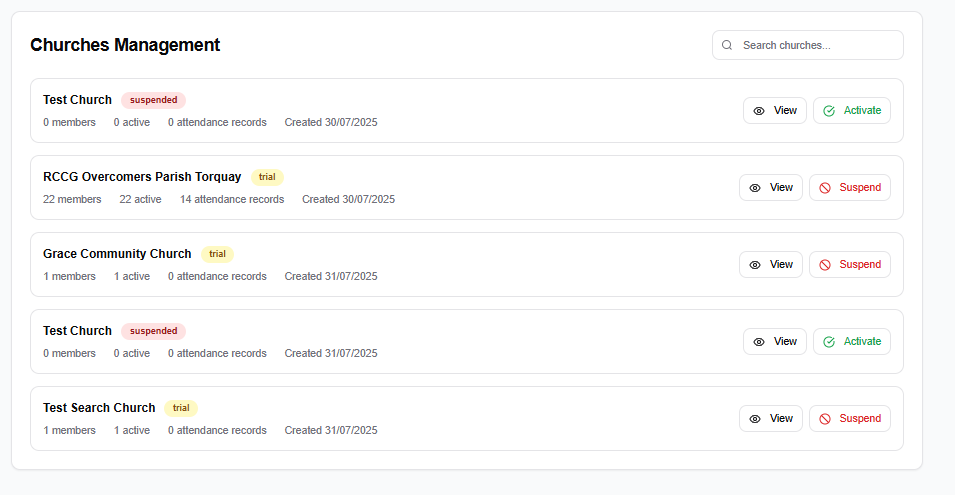 Churches Management
Search churches...
Test Church suspended
0 members 0 active 0 attendance records Created 30/07/2025
View Activate
RCCG Overcomers Parish Torquay trial
22 members 22 active 14 attendance records Created 30/07/2025
View Suspend
Grace Community Church trial
1 members 1 active 0 attendance records Created 31/07/2025
View Suspend
Test Church suspended
0 members 0 active 0 attendance records Created 31/07/2025
View Activate
Test Search Church trial
1 members 1 active 0 attendance records Created 31/07/2025
View Suspend